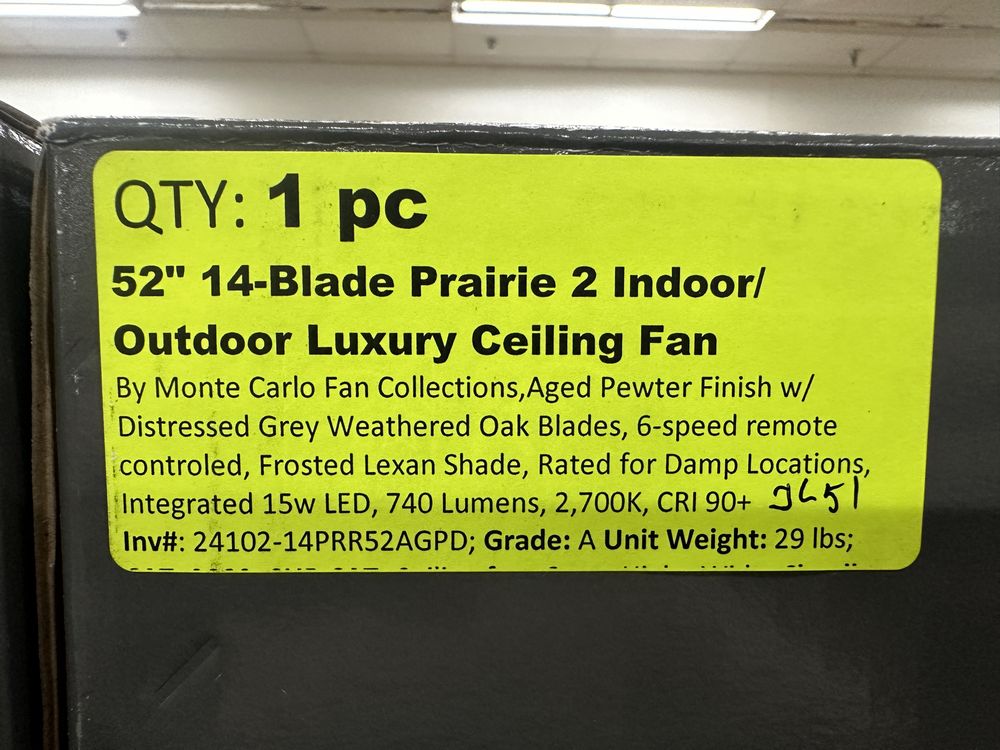 QTY: 1 pc
52" 14-Blade Prairie 2 Indoor/
Outdoor Luxury Ceiling Fan
By Monte Carlo Fan Collections,Aged Pewter Finish w/
Distressed Grey Weathered Oak Blades, 6-speed remote
controled, Frosted Lexan Shade, Rated for Damp Locations,
Integrated 15w LED, 740 Lumens, 2,700K, CRI 90+
Inv#: 24102-14PRR52AGPD; Grade: A Unit Weight: 29 lbs;